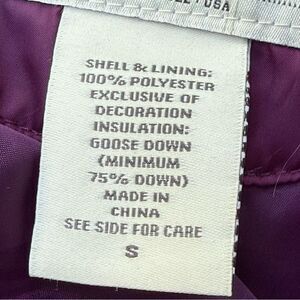 USA
SHELL & LINING:
100% POLYESTER
EXCLUSIVE OF
DECORATION
INSULATION:
GOOSE DOWN
(MINIMUM
75% DOWN)
MADE IN
CHINA
SEE SIDE FOR CARE
S